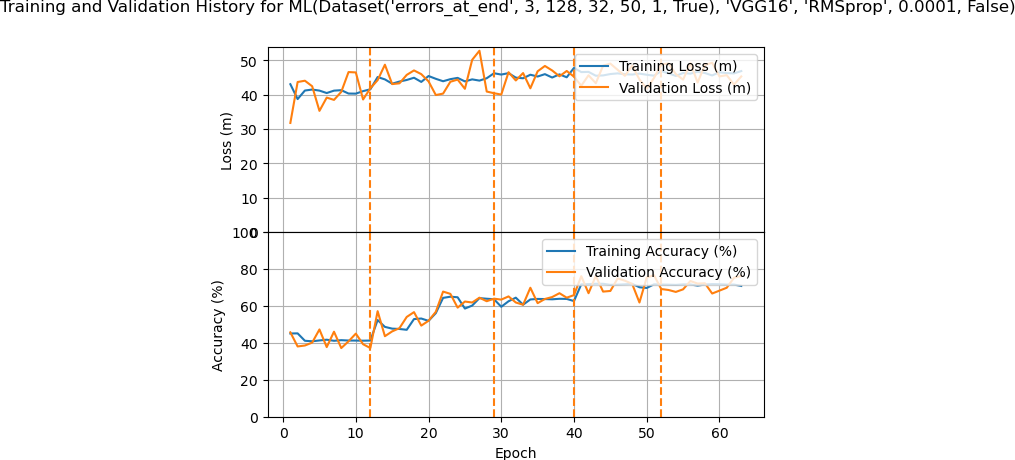 Training and Validation History for ML(Dataset('errors_at_end', 3, 128, 32, 50, 1, True), 'VGG16', 'RMSprop', 0.0001, False)
50
40
30
20
10
0
Loss (m)
Training Loss (m)
Validation Loss (m)
100
80
60
40
20
0
Accuracy (%)
Training Accuracy (%)
Validation Accuracy (%)
0 10 20 30 40 50 60
Epoch